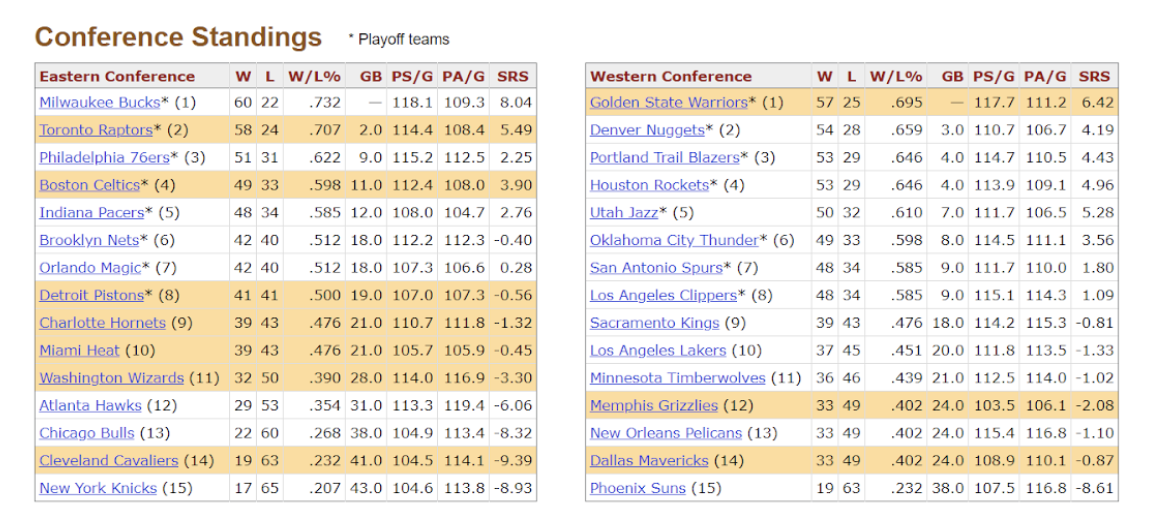 Conference Standings * Playoff teams
Eastern Conference W L W/L% GB PS/G PA/G SRS
Milwaukee Bucks* (1) 60 22 .732 — 118.1 109.3 8.04
Toronto Raptors* (2) 58 24 .707 2.0 114.4 108.4 5.49
Philadelphia 76ers* (3) 51 31 .622 9.0 115.2 112.5 2.25
Boston Celtics* (4) 49 33 .598 11.0 112.4 108.0 3.90
Indiana Pacers* (5) 48 34 .585 12.0 108.0 104.7 2.76
Brooklyn Nets* (6) 42 40 .512 18.0 112.2 112.3 -0.40
Orlando Magic* (7) 42 40 .512 18.0 107.3 106.6 0.28
Detroit Pistons* (8) 41 41 .500 19.0 107.0 107.3 -0.56
Charlotte Hornets (9) 39 43 .476 21.0 110.7 111.8 -1.32
Miami Heat (10) 39 43 .476 21.0 105.7 105.9 -0.45
Washington Wizards (11) 32 50 .390 28.0 114.0 116.9 -3.30
Atlanta Hawks (12) 29 53 .354 31.0 113.3 119.4 -6.06
Chicago Bulls (13) 22 60 .268 38.0 104.9 113.4 -8.32
Cleveland Cavaliers (14) 19 63 .232 41.0 104.5 114.1 -9.39
New York Knicks (15) 17 65 .207 43.0 104.6 113.8 -8.93
Western Conference W L W/L% GB PS/G PA/G SRS
Golden State Warriors* (1) 57 25 .695 — 117.7 111.2 6.42
Denver Nuggets* (2) 54 28 .659 3.0 110.7 106.7 4.19
Portland Trail Blazers* (3) 53 29 .646 4.0 114.7 110.5 4.43
Houston Rockets* (4) 53 29 .646 4.0 113.9 109.1 4.96
Utah Jazz* (5) 50 32 .610 7.0 111.7 106.5 5.28
Oklahoma City Thunder* (6) 49 33 .598 8.0 114.5 111.1 3.56
San Antonio Spurs* (7) 48 34 .585 9.0 111.7 110.0 1.80
Los Angeles Clippers* (8) 48 34 .585 9.0 115.1 114.3 1.09
Sacramento Kings (9) 39 43 .476 18.0 114.2 115.3 -0.81
Los Angeles Lakers (10) 37 45 .451 20.0 111.8 113.5 -1.33
Minnesota Timberwolves (11) 36 46 .439 21.0 112.5 114.0 -1.02
Memphis Grizzlies (12) 33 49 .402 24.0 103.5 106.1 -2.08
New Orleans Pelicans (13) 33 49 .402 24.0 115.4 116.8 -1.10
Dallas Mavericks (14) 33 49 .402 24.0 108.9 110.1 -0.87
Phoenix Suns (15) 19 63 .232 38.0 107.5 116.8 -8.61